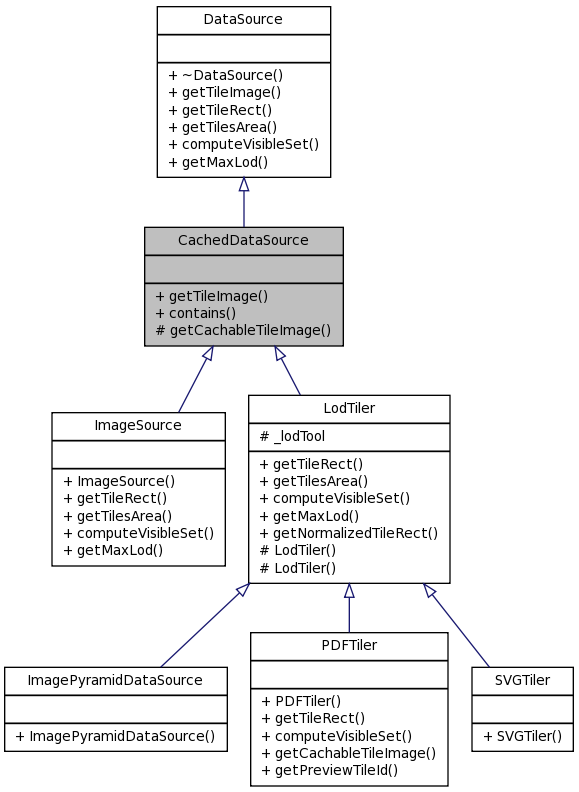 DataSource
+ ~DataSource()
+ getTileImage()
+ getTileRect()
+ getTilesArea()
+ computeVisibleSet()
+ getMaxLod()
CachedDataSource
+ getTileImage()
+ contains()
# getCachableTileImage()
ImageSource
+ ImageSource()
+ getTileRect()
+ getTilesArea()
+ computeVisibleSet()
+ getMaxLod()
LodTiler
# _lodTool
+ getTileRect()
+ getTilesArea()
+ computeVisibleSet()
+ getMaxLod()
+ getNormalizedTileRect()
# LodTiler()
# LodTiler()
ImagePyramidDataSource
+ ImagePyramidDataSource()
PDFTiler
+ PDFTiler()
+ getTileRect()
+ computeVisibleSet()
+ getCachableTileImage()
+ getPreviewTileId()
SVGTiler
+ SVGTiler()